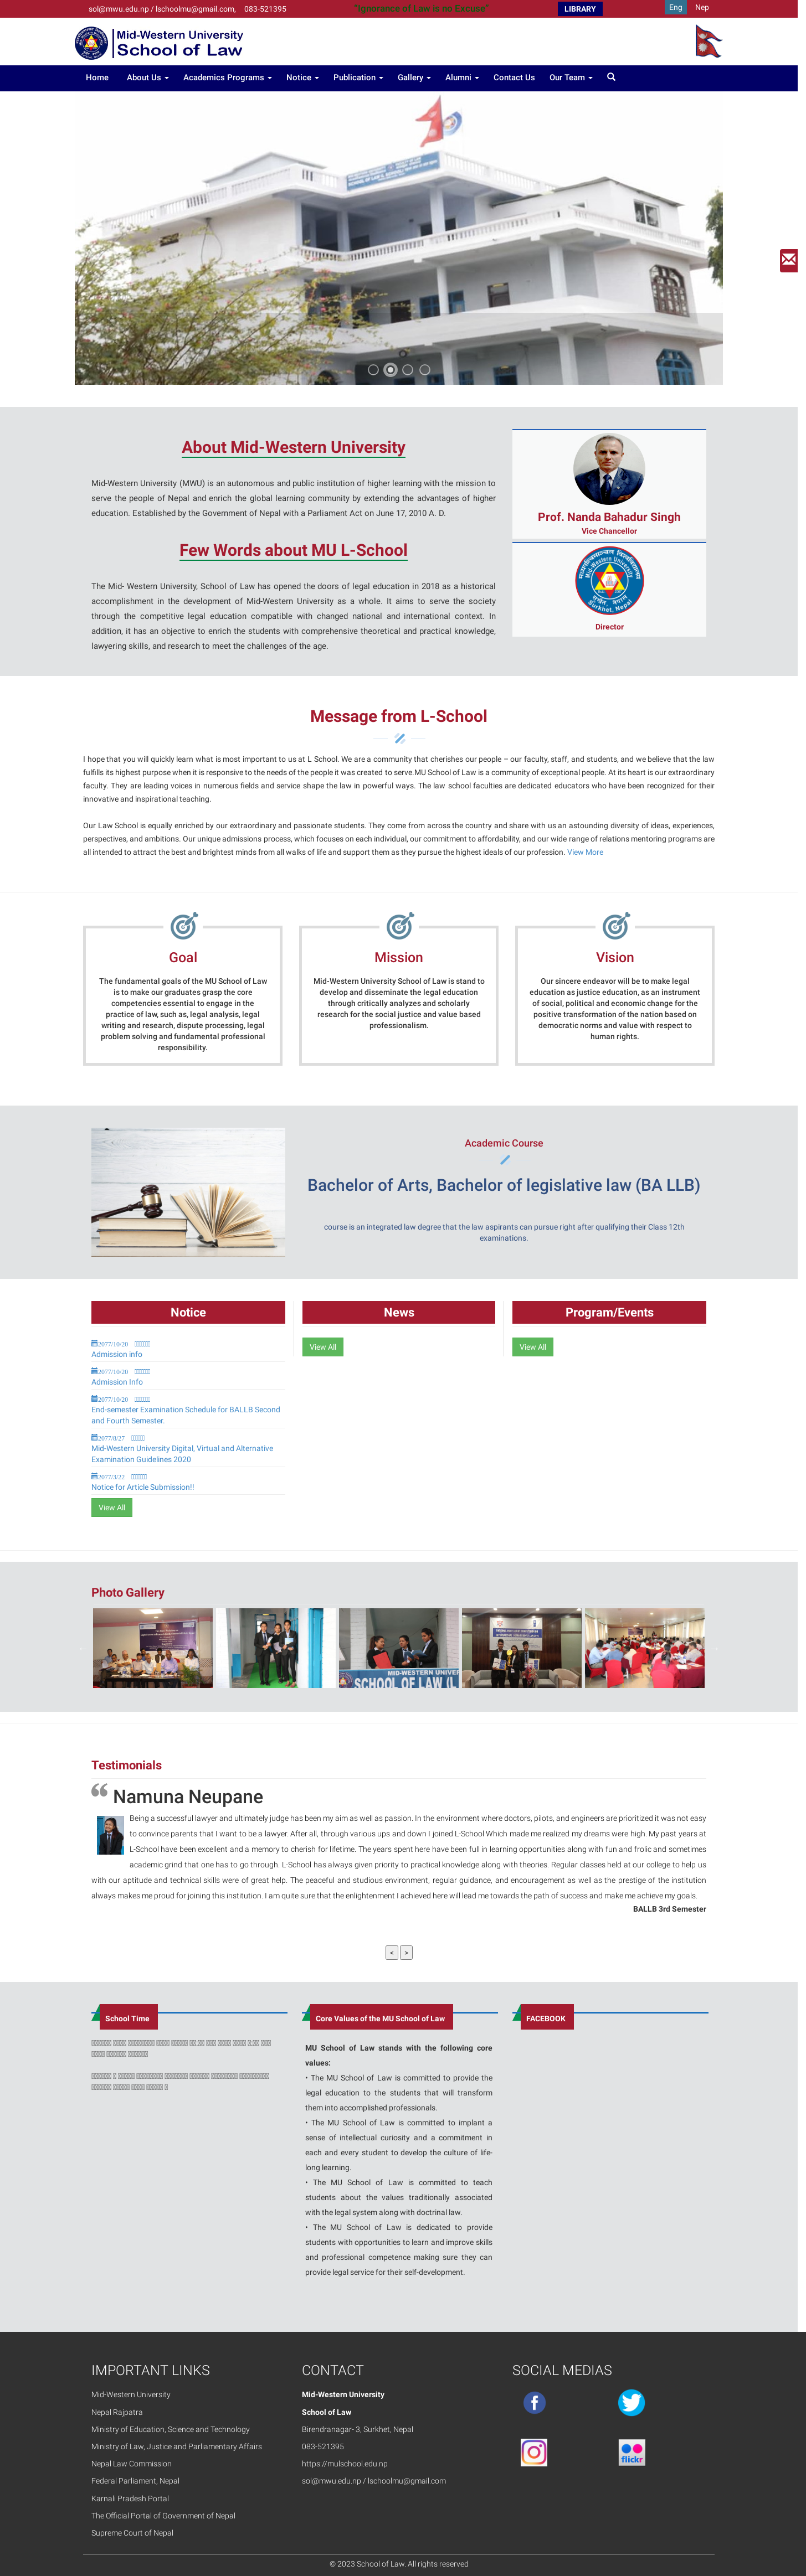 sol@mwu.edu.np / lschoolmu@gmail.com, 083-521395
"Ignorance of Law is no Excuse"
LIBRARY
Eng Nep
Mid-Western University
School of Law
Home About Us Academics Programs Notice Publication Gallery Alumni Contact Us Our Team
About Mid-Western University
Mid-Western University (MWU) is an autonomous and public institution of higher learning with the mission to
serve the people of Nepal and enrich the global learning community by extending the advantages of higher
education. Established by the Government of Nepal with a Parliament Act on June 17, 2010 A. D.
Few Words about MU L-School
The Mid- Western University, School of Law has opened the doors of legal education in 2018 as a historical
accomplishment in the development of Mid-Western University as a whole. It aims to serve the society
through the competitive legal education compatible with changed national and international context. In
addition, it has an objective to enrich the students with comprehensive theoretical and practical knowledge,
lawyering skills, and research to meet the challenges of the age.
Prof. Nanda Bahadur Singh
Vice Chancellor
Director
Message from L-School
I hope that you will quickly learn what is most important to us at L School. We are a community that cherishes our people – our faculty, staff, and students, and we believe that the law
fulfills its highest purpose when it is responsive to the needs of the people it was created to serve.MU School of Law is a community of exceptional people. At its heart is our extraordinary
faculty. They are leading voices in numerous fields and service shape the law in powerful ways. The law school faculties are dedicated educators who have been recognized for their
innovative and inspirational teaching.
Our Law School is equally enriched by our extraordinary and passionate students. They come from across the country and share with us an astounding diversity of ideas, experiences,
perspectives, and ambitions. Our unique admissions process, which focuses on each individual, our commitment to affordability, and our wide range of relations mentoring programs are
all intended to attract the best and brightest minds from all walks of life and support them as they pursue the highest ideals of our profession. View More
Goal
The fundamental goals of the MU School of Law
is to make our graduates grasp the core
competencies essential to engage in the
practice of law, such as, legal analysis, legal
writing and research, dispute processing, legal
problem solving and fundamental professional
responsibility.
Mission
Mid-Western University School of Law is stand to
develop and disseminate the legal education
through critically analyzes and scholarly
research for the social justice and value based
professionalism.
Vision
Our sincere endeavor will be to make legal
education as justice education, as an instrument
of social, political and economic change for the
positive transformation of the nation based on
democratic norms and value with respect to
human rights.
Academic Course
Bachelor of Arts, Bachelor of legislative law (BA LLB)
course is an integrated law degree that the law aspirants can pursue right after qualifying their Class 12th
examinations.
Notice
2077/10/20
Admission info
2077/10/20
Admission Info
2077/10/20
End-semester Examination Schedule for BALLB Second
and Fourth Semester.
2077/8/27
Mid-Western University Digital, Virtual and Alternative
Examination Guidelines 2020
2077/3/22
Notice for Article Submission!!
View All
News
View All
Program/Events
View All
Photo Gallery
Testimonials
Namuna Neupane
Being a successful lawyer and ultimately judge has been my aim as well as passion. In the environment where doctors, pilots, and engineers are prioritized it was not easy
to convince parents that I want to be a lawyer. After all, through various ups and down I joined L-School Which made me realized my dreams were high. My past years at
L-School have been excellent and a memory to cherish for lifetime. The years spent here have been full in learning opportunities along with fun and frolic and sometimes
academic grind that one has to go through. L-School has always given priority to practical knowledge along with theories. Regular classes held at our college to help us
with our aptitude and technical skills were of great help. The peaceful and studious environment, regular guidance, and encouragement as well as the prestige of the institution
always makes me proud for joining this institution. I am quite sure that the enlightenment I achieved here will lead me towards the path of success and make me achieve my goals.
BALLB 3rd Semester
< >
School Time
Core Values of the MU School of Law
MU School of Law stands with the following core
values:
• The MU School of Law is committed to provide the
legal education to the students that will transform
them into accomplished professionals.
• The MU School of Law is committed to implant a
sense of intellectual curiosity and a commitment in
each and every student to develop the culture of life-
long learning.
• The MU School of Law is committed to teach
students about the values traditionally associated
with the legal system along with doctrinal law.
• The MU School of Law is dedicated to provide
students with opportunities to learn and improve skills
and professional competence making sure they can
provide legal service for their self-development.
FACEBOOK
IMPORTANT LINKS
Mid-Western University
Nepal Rajpatra
Ministry of Education, Science and Technology
Ministry of Law, Justice and Parliamentary Affairs
Nepal Law Commission
Federal Parliament, Nepal
Karnali Pradesh Portal
The Official Portal of Government of Nepal
Supreme Court of Nepal
CONTACT
Mid-Western University
School of Law
Birendranagar- 3, Surkhet, Nepal
083-521395
https://mulschool.edu.np
sol@mwu.edu.np / lschoolmu@gmail.com
SOCIAL MEDIAS
flickr
© 2023 School of Law. All rights reserved